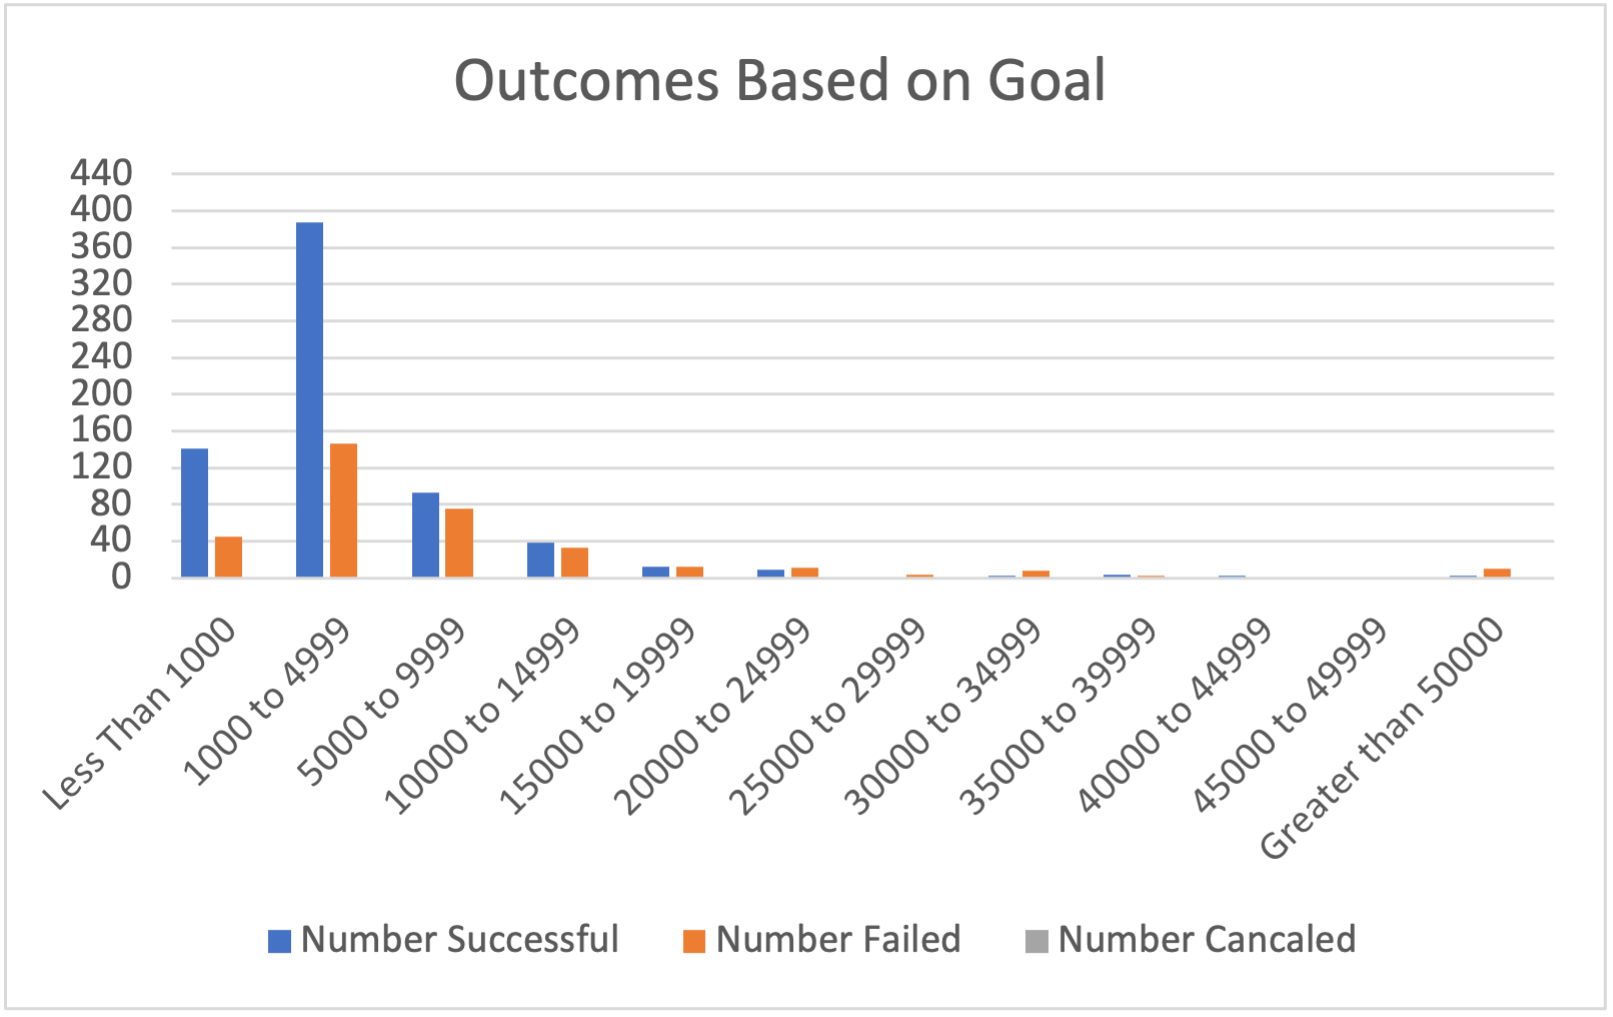 Outcomes Based on Goal
440
400
360
320
280
240
200
160
120
80
40
0
Less Than 1000
1000 to 4999
5000 to 9999
10000 to 14999
15000 to 19999
20000 to 24999
25000 to 29999
30000 to 34999
35000 to 39999
40000 to 44999
45000 to 49999
Greater than 50000
Number Successful
Number Failed
Number Cancaled